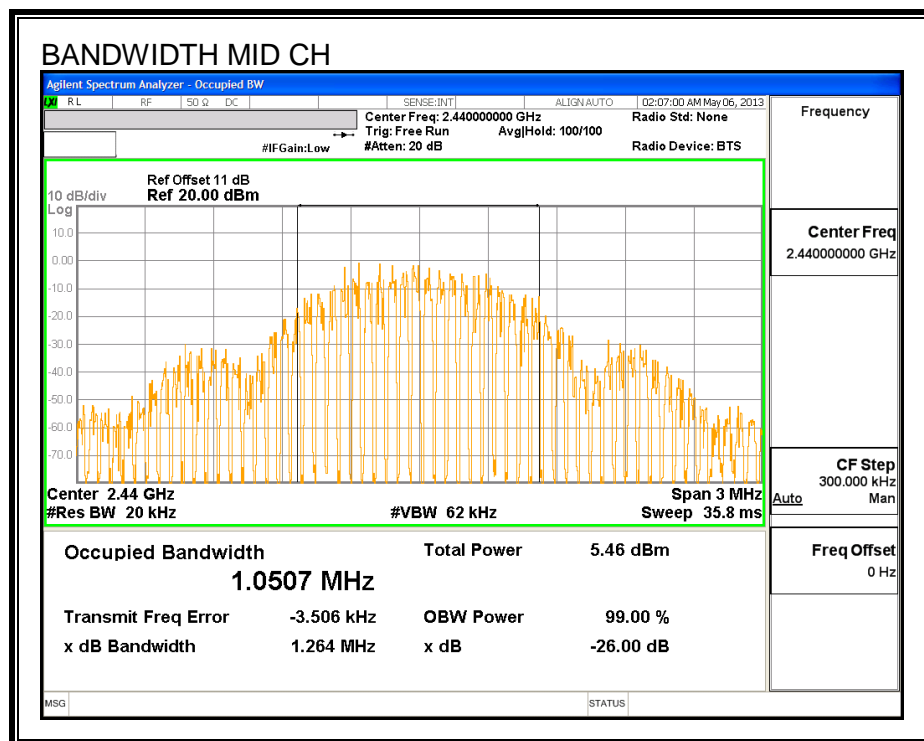 BANDWIDTH MID CH
Agilent Spectrum Analyzer - Occupied BW
LXI RL RF 50 Ω DC SENSE:INT ALIGN AUTO 02:07:00 AM May 06, 2013
Center Freq: 2.440000000 GHz Radio Std: None
Trig: Free Run Avg|Hold: 100/100
#IFGain:Low #Atten: 20 dB Radio Device: BTS
Ref Offset 11 dB
10 dB/div Ref 20.00 dBm
Log
10.0
0.00
-10.0
-20.0
-30.0
-40.0
-50.0
-60.0
-70.0
Center 2.44 GHz Span 3 MHz
#Res BW 20 kHz #VBW 62 kHz Sweep 35.8 ms
Occupied Bandwidth Total Power 5.46 dBm
1.0507 MHz
Transmit Freq Error -3.506 kHz OBW Power 99.00 %
x dB Bandwidth 1.264 MHz x dB -26.00 dB
MSG STATUS
Frequency
Center Freq
2.440000000 GHz
CF Step
300.000 kHz
Auto Man
Freq Offset
0 Hz